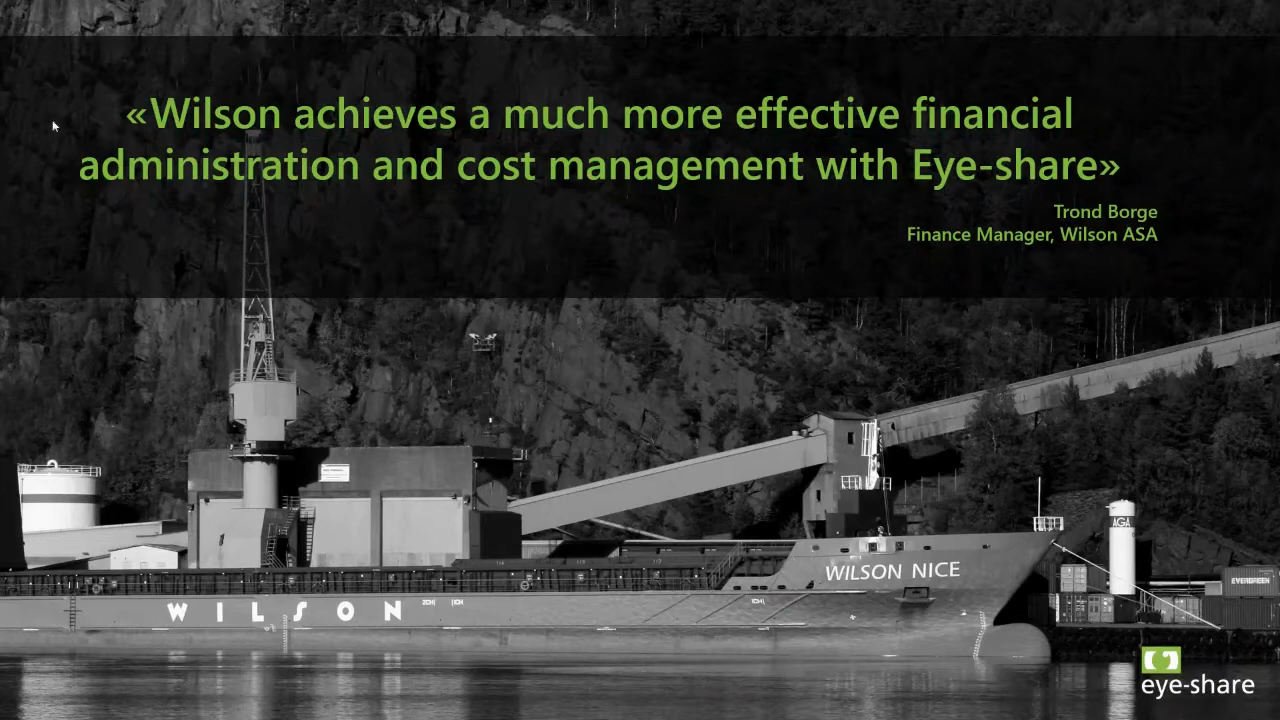 «Wilson achieves a much more effective financial
administration and cost management with Eye-share»
Trond Borge
Finance Manager, Wilson ASA
AGA
WILSON NICE
EVERGREEN
WILSON
eye-share